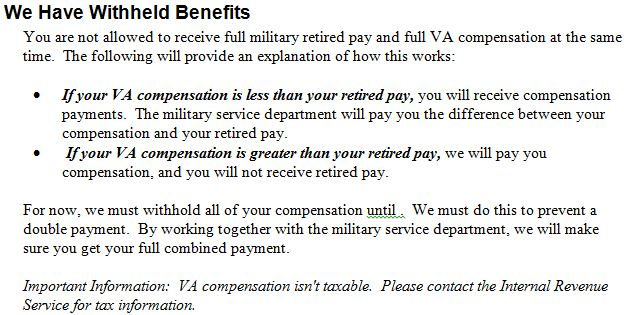 We Have Withheld Benefits
You are not allowed to receive full military retired pay and full VA compensation at the same
time.  The following will provide an explanation of how this works:
• If your VA compensation is less than your retired pay, you will receive compensation
payments.  The military service department will pay you the difference between your
compensation and your retired pay.
• If your VA compensation is greater than your retired pay, we will pay you
compensation, and you will not receive retired pay.
For now, we must withhold all of your compensation until .  We must do this to prevent a
double payment.  By working together with the military service department, we will make
sure you get your full combined payment.
Important Information:  VA compensation isn't taxable.  Please contact the Internal Revenue
Service for tax information.